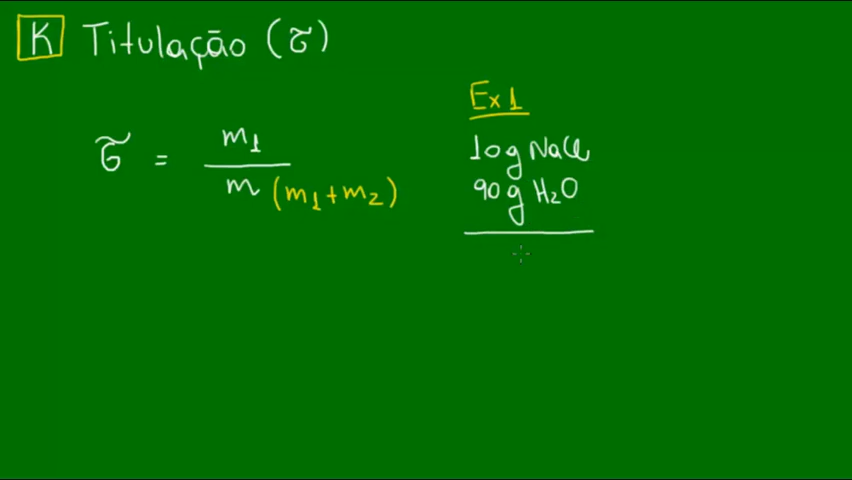 K Titulação (τ)
Ex 1
τ = m₁ / m (m₁ + m₂)
10g NaCl
90g H₂O